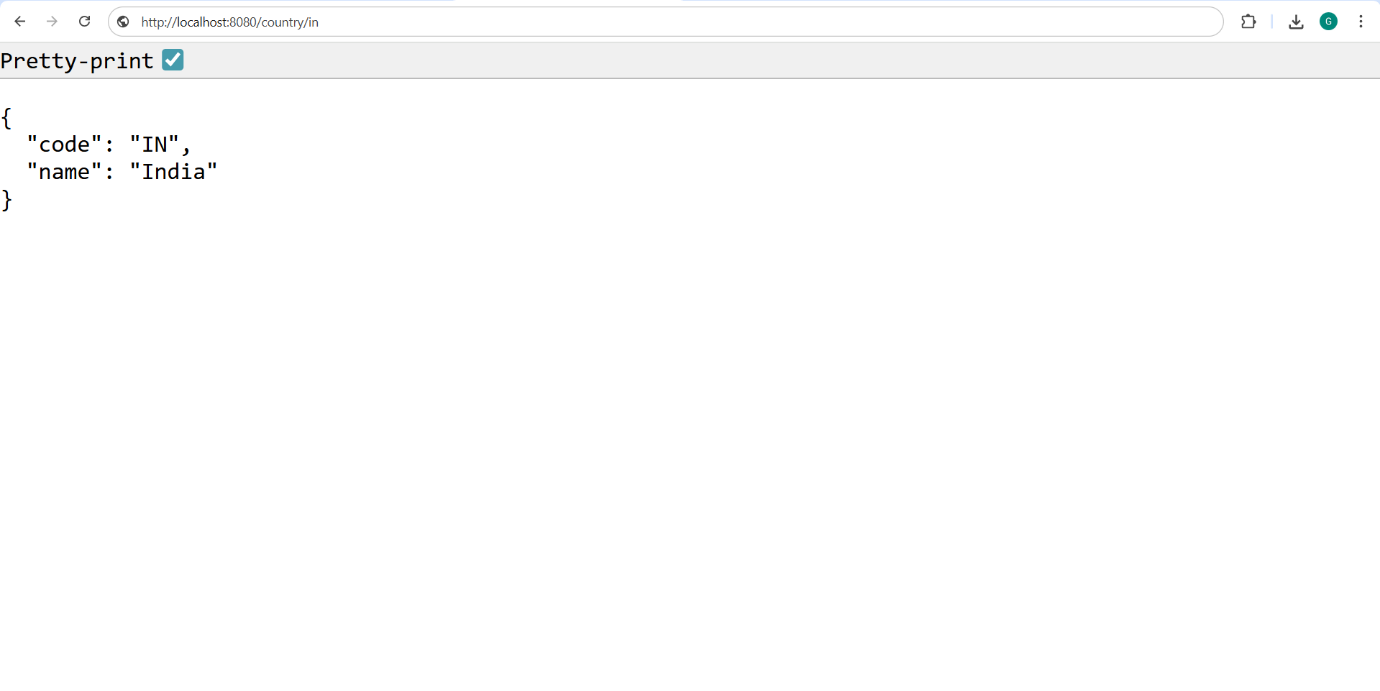 http://localhost:8080/country/in
G
Pretty-print
{
  "code": "IN",
  "name": "India"
}